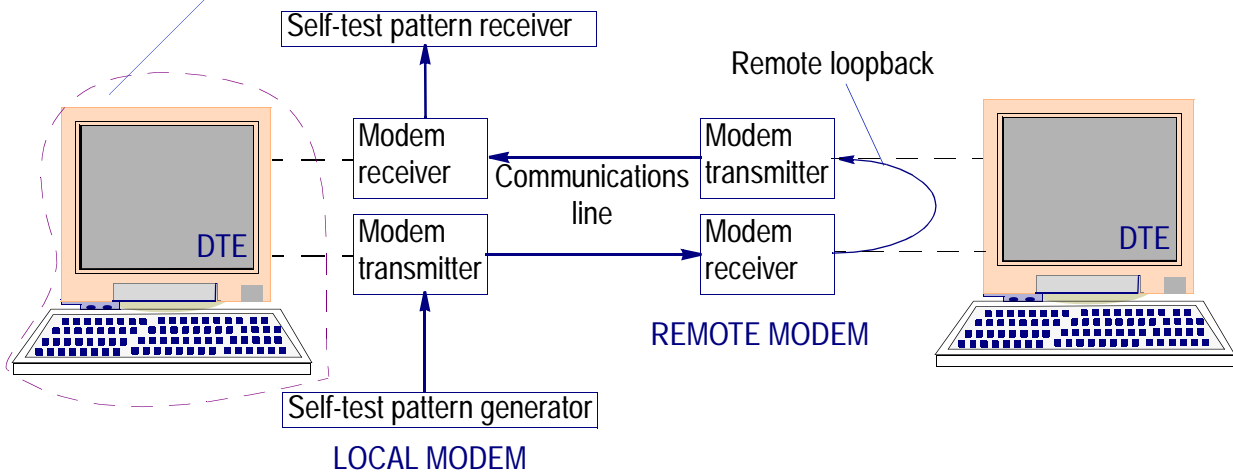 Self-test pattern receiver
Remote loopback
Modem
receiver
Modem
transmitter
Communications
line
DTE
Modem
transmitter
Modem
receiver
DTE
REMOTE MODEM
Self-test pattern generator
LOCAL MODEM